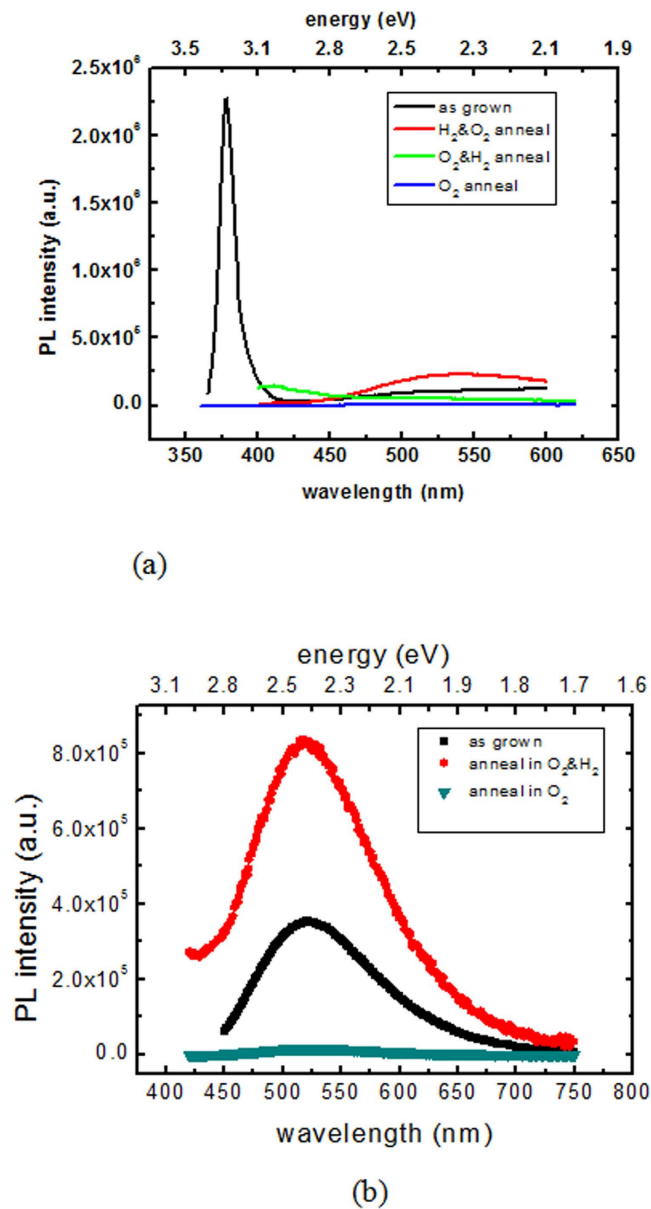 energy (eV)
3.5 3.1 2.8 2.5 2.3 2.1 1.9
2.5x10⁶
2.0x10⁶
1.5x10⁶
1.0x10⁶
5.0x10⁵
0.0
PL intensity (a.u.)
as grown
H₂&O₂ anneal
O₂&H₂ anneal
O₂ anneal
350 400 450 500 550 600 650
wavelength (nm)
(a)
energy (eV)
3.1 2.8 2.4 2.3 2.1 1.9 1.8 1.7 1.6
8.0x10⁵
6.0x10⁵
4.0x10⁵
2.0x10⁵
0.0
PL intensity (a.u.)
as grown
anneal in O₂&H₂
anneal in O₂
400 450 500 550 600 650 700 750 800
wavelength (nm)
(b)